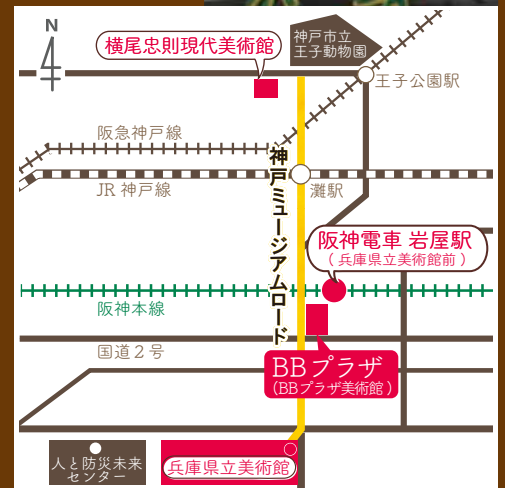 N
横尾忠則現代美術館
神戸市立
王子動物園
王子公園駅
阪急神戸線
神戸ミュージアムロード
JR 神戸線
灘駅
阪神電車 岩屋駅
（兵庫県立美術館前）
阪神本線
国道２号
BBプラザ
（BBプラザ美術館）
人と防災未来
センター
兵庫県立美術館